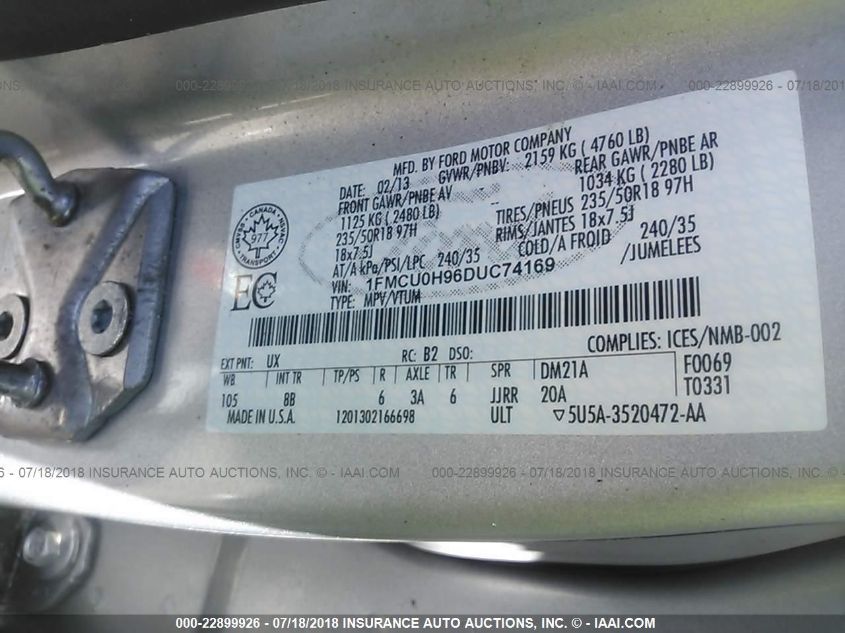 000-22899926 - 07/18/2018 INSURANCE AUTO AUCTIONS, INC. - IAAI.COM
000-22899926 - 07/18/2018
MFD. BY FORD MOTOR COMPANY
DATE: 02/13 GVWR/PNBV: 2159 KG ( 4760 LB)
FRONT GAWR/PNBE AV REAR GAWR/PNBE AR
1125 KG ( 2480 LB) 1034 KG ( 2280 LB)
235/50R18 97H TIRES/PNEUS 235/50R18 97H
18x7.5J RIMS/JANTES 18x7.5J
AT/A kPa/PSI/LPC 240/35 COLD/A FROID 240/35
VIN: 1FMCU0H96DUC74169 /JUMELEES
TYPE: MPV/VTUM
CANADA
NSVNSC
977
TRANSPORT
EC
COMPLIES: ICES/NMB-002
EXT PNT: UX RC: B2 DSO: F0069
WB INT TR TP/PS R AXLE TR SPR DM21A T0331
105 8B 6 3A 6 JJRR 20A
MADE IN U.S.A. 1201302166698 ULT ▽5U5A-3520472-AA
000-22899926 - 07/18/2018 INSURANCE AUTO AUCTIONS, INC. - IAAI.COM
000-22899926 - 07/18/2018
000-22899926 - 07/18/2018 INSURANCE AUTO AUCTIONS, INC. - IAAI.COM